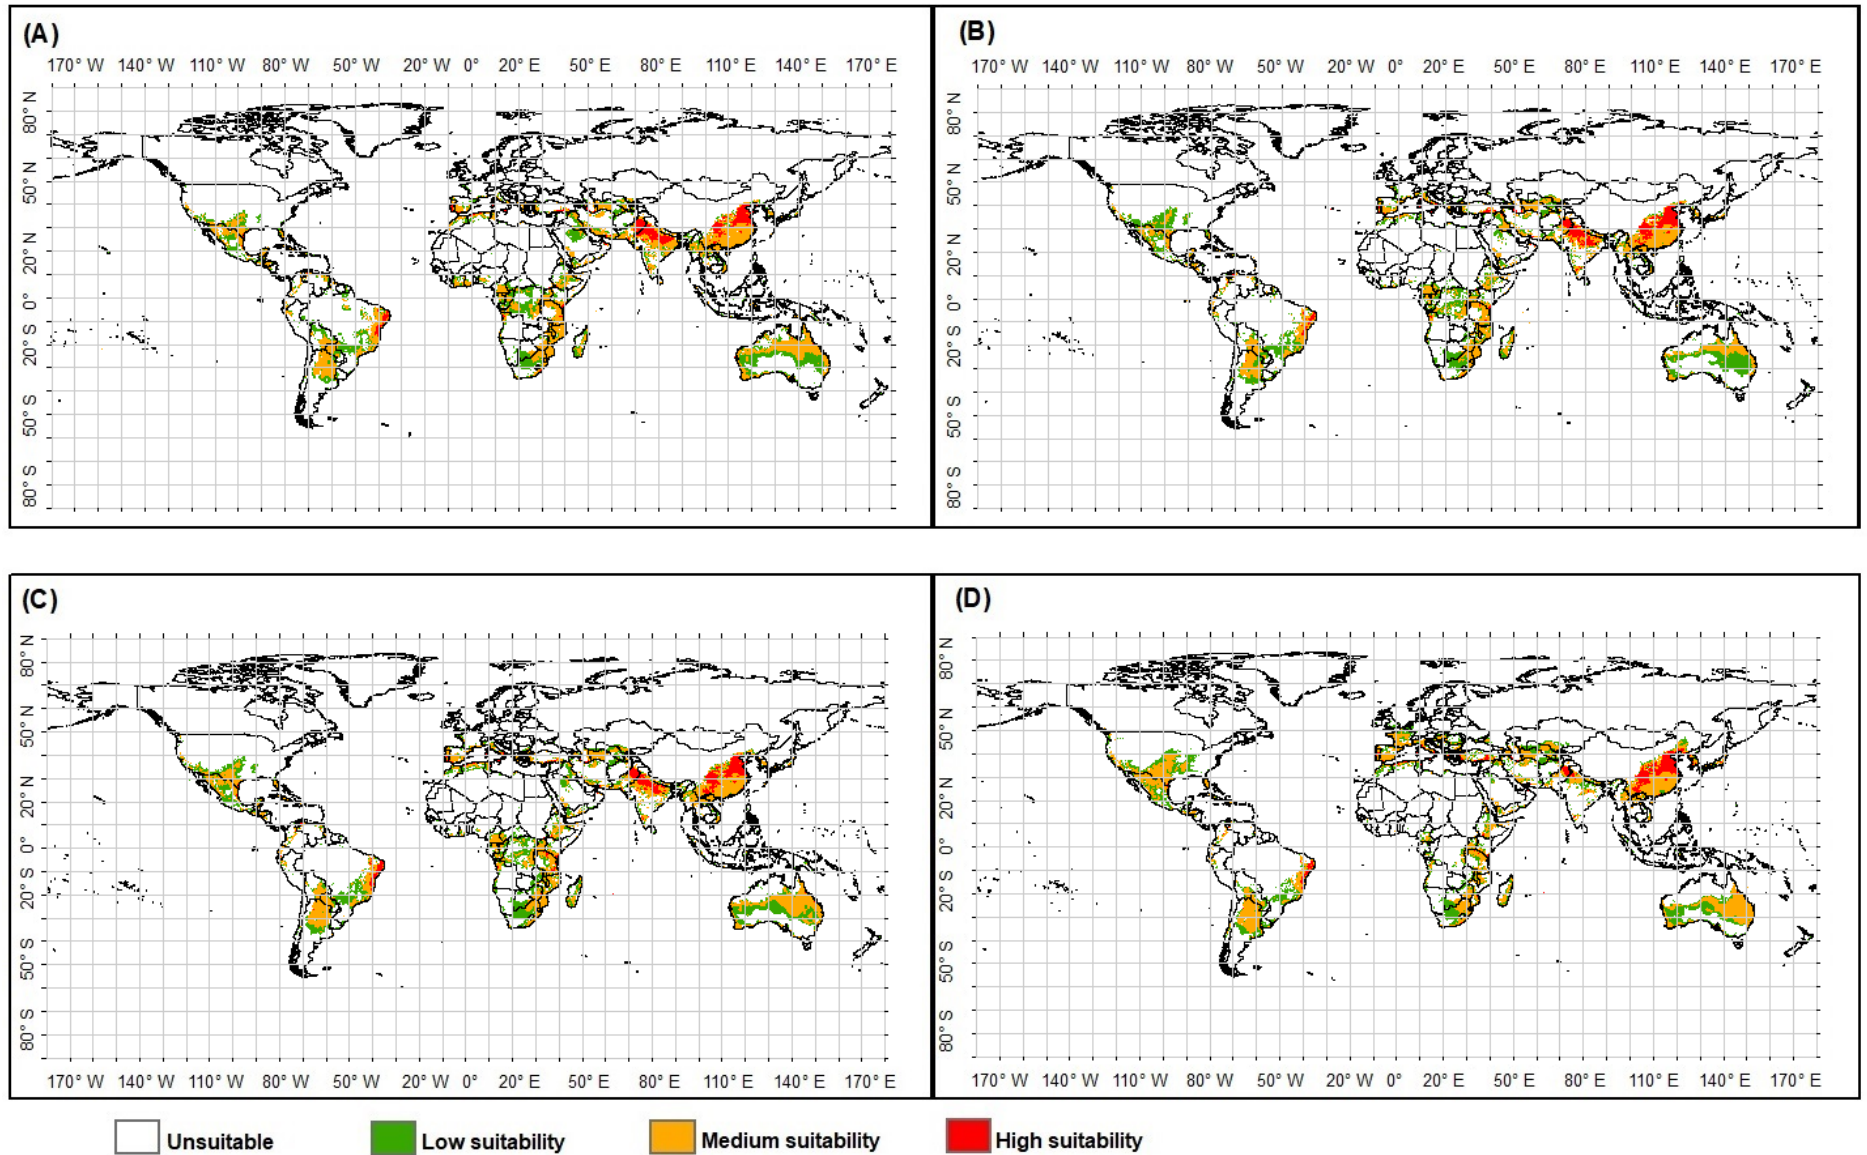 (A)
170° W 140° W 110° W 80° W 50° W 20° W 0° 20° E 50° E 80° E 110° E 140° E 170° E
80° N
50° N
20° N
0°
20° S
50° S
80° S
(B)
170° W 140° W 110° W 80° W 50° W 20° W 0° 20° E 50° E 80° E 110° E 140° E 170° E
80° N
50° N
20° N
0°
20° S
50° S
80° S
(C)
80° N
50° N
20° N
0°
20° S
50° S
80° S
170° W 140° W 110° W 80° W 50° W 20° W 0° 20° E 50° E 80° E 110° E 140° E 170° E
(D)
80° N
50° N
20° N
0°
20° S
50° S
80° S
170° W 140° W 110° W 80° W 50° W 20° W 0° 20° E 50° E 80° E 110° E 140° E 170° E
Unsuitable Low suitability Medium suitability High suitability